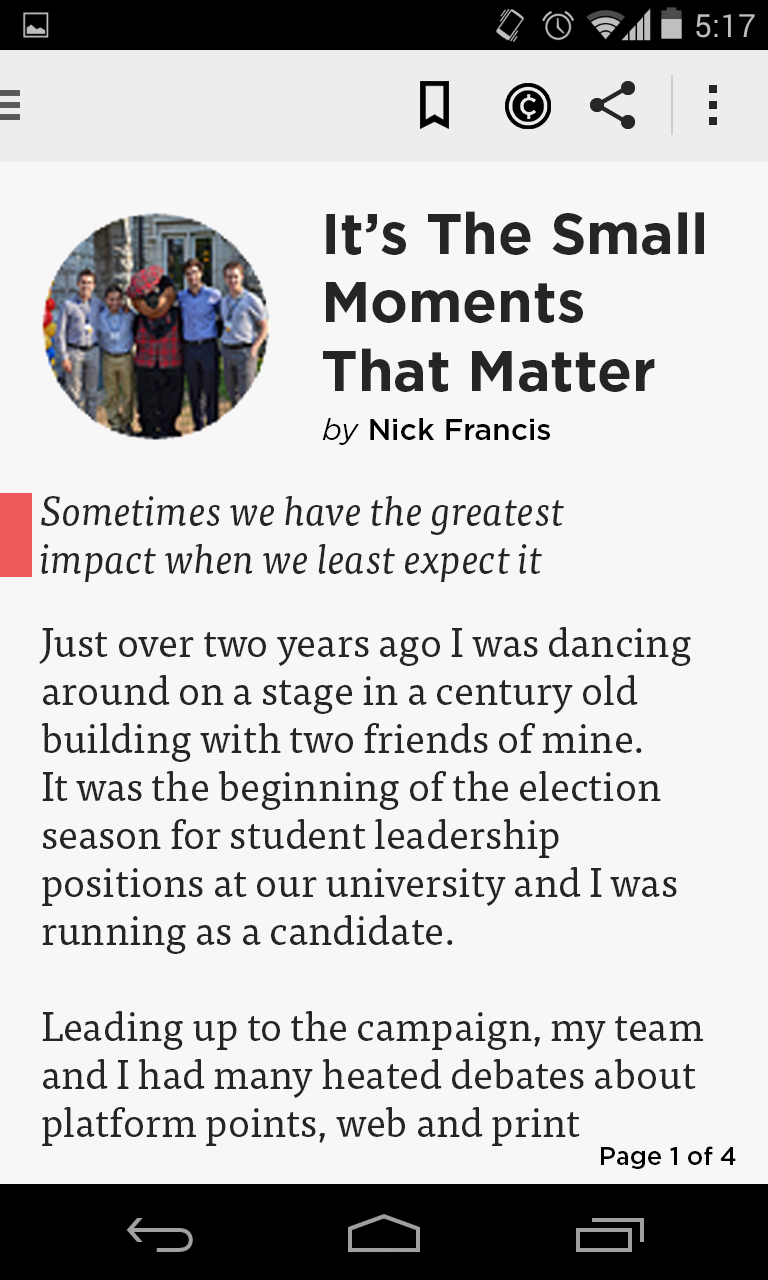 5:17
It’s The Small
Moments
That Matter
by Nick Francis
Sometimes we have the greatest
impact when we least expect it
Just over two years ago I was dancing
around on a stage in a century old
building with two friends of mine.
It was the beginning of the election
season for student leadership
positions at our university and I was
running as a candidate.
Leading up to the campaign, my team
and I had many heated debates about
platform points, web and print
Page 1 of 4